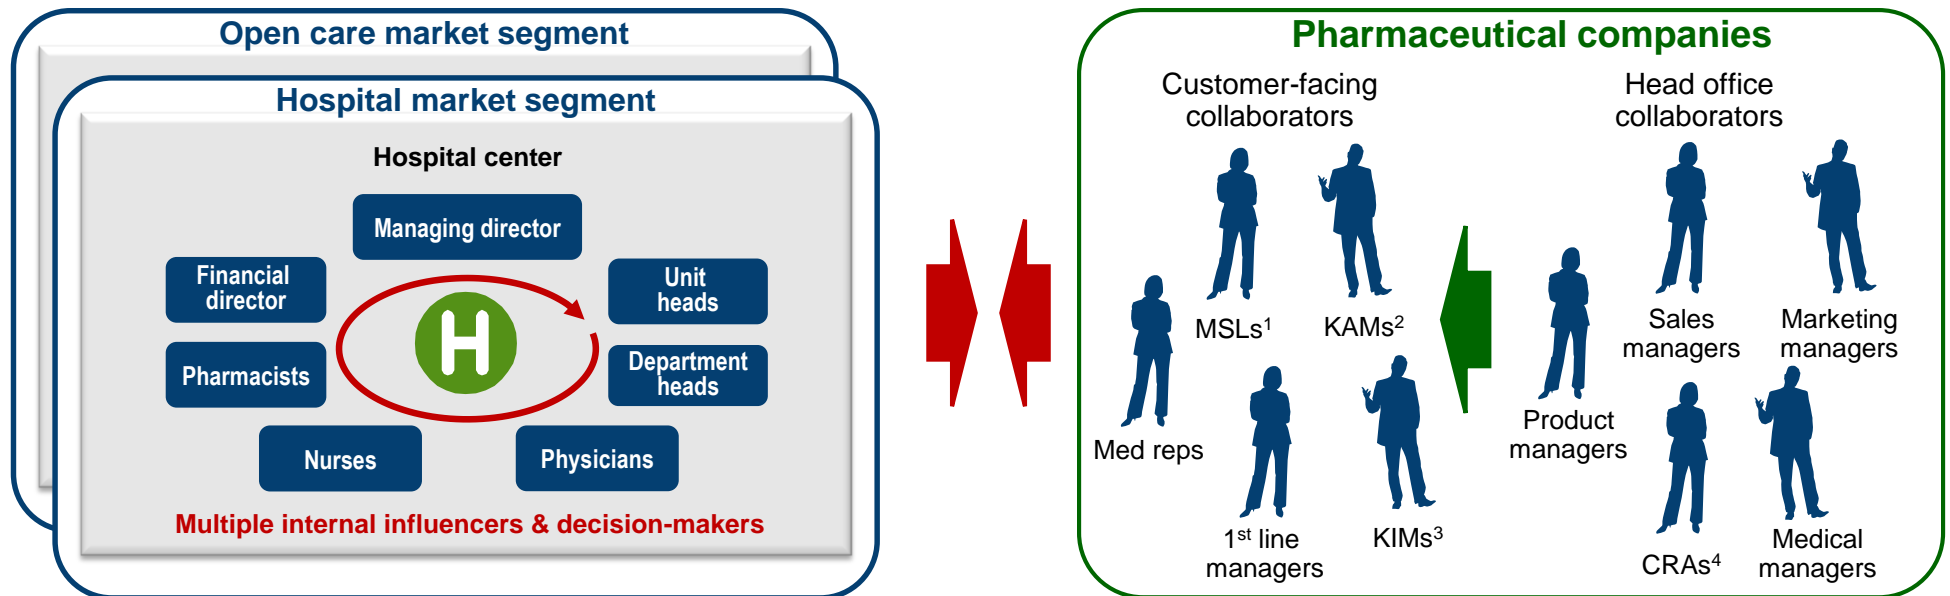 Open care market segment
Hospital market segment
Hospital center
Managing director
Financial
director
Unit
heads
H
Pharmacists
Department
heads
Nurses
Physicians
Multiple internal influencers & decision-makers
Pharmaceutical companies
Customer-facing
collaborators
MSLs¹
KAMs²
Med reps
1st line
managers
KIMs³
Head office
collaborators
Sales
managers
Marketing
managers
Product
managers
CRAs⁴
Medical
managers